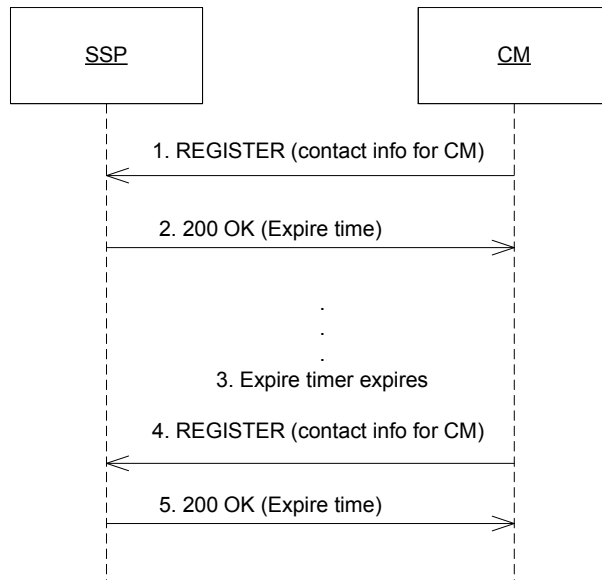 SSP
CM
1. REGISTER (contact info for CM)
2. 200 OK (Expire time)
.
.
.
3. Expire timer expires
4. REGISTER (contact info for CM)
5. 200 OK (Expire time)